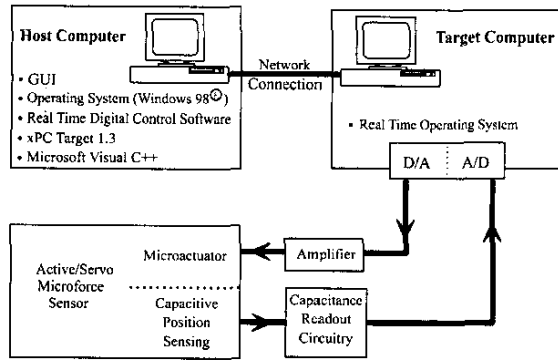 Host Computer
• GUI
• Operating System (Windows 98®)
• Real Time Digital Control Software
• xPC Target 1.3
• Microsoft Visual C++
Network
Connection
Target Computer
• Real Time Operating System
D/A
A/D
Active/Servo
Microforce
Sensor
Microactuator
Capacitive
Position
Sensing
Amplifier
Capacitance
Readout
Circuitry